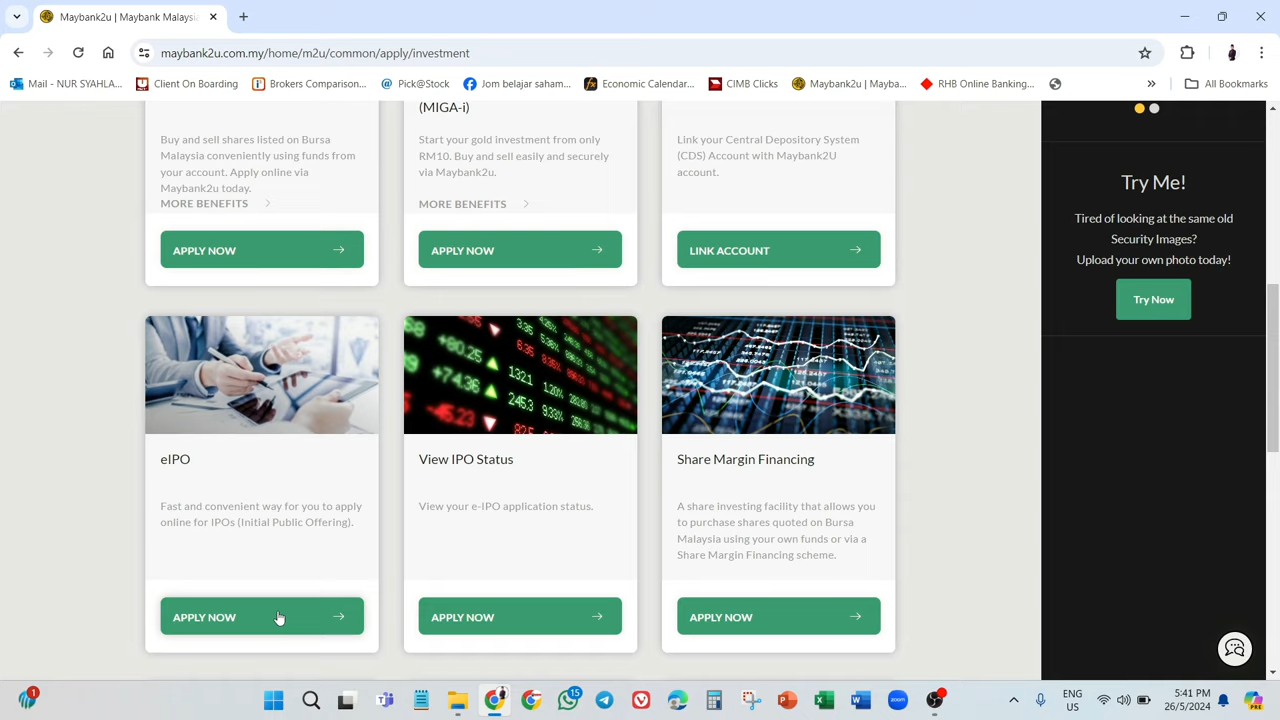 Maybank2u | Maybank Malaysi
maybank2u.com.my/home/m2u/common/apply/investment
Mail - NUR SYAHLA...
Client On Boarding
Brokers Comparison...
Pick@Stock
Jom belajar saham...
Economic Calendar...
CIMB Clicks
Maybank2u | Mayba...
RHB Online Banking...
All Bookmarks
Buy and sell shares listed on Bursa
Malaysia conveniently using funds from
your account. Apply online via
Maybank2u today.
MORE BENEFITS
APPLY NOW
(MIGA-i)
Start your gold investment from only
RM10. Buy and sell easily and securely
via Maybank2u.
MORE BENEFITS
APPLY NOW
Link your Central Depository System
(CDS) Account with Maybank2U
account.
LINK ACCOUNT
Try Me!
Tired of looking at the same old
Security Images?
Upload your own photo today!
Try Now
eIPO
Fast and convenient way for you to apply
online for IPOs (Initial Public Offering).
APPLY NOW
View IPO Status
View your e-IPO application status.
APPLY NOW
Share Margin Financing
A share investing facility that allows you
to purchase shares quoted on Bursa
Malaysia using your own funds or via a
Share Margin Financing scheme.
APPLY NOW
1
15
zoom
ENG
US
5:41 PM
26/5/2024